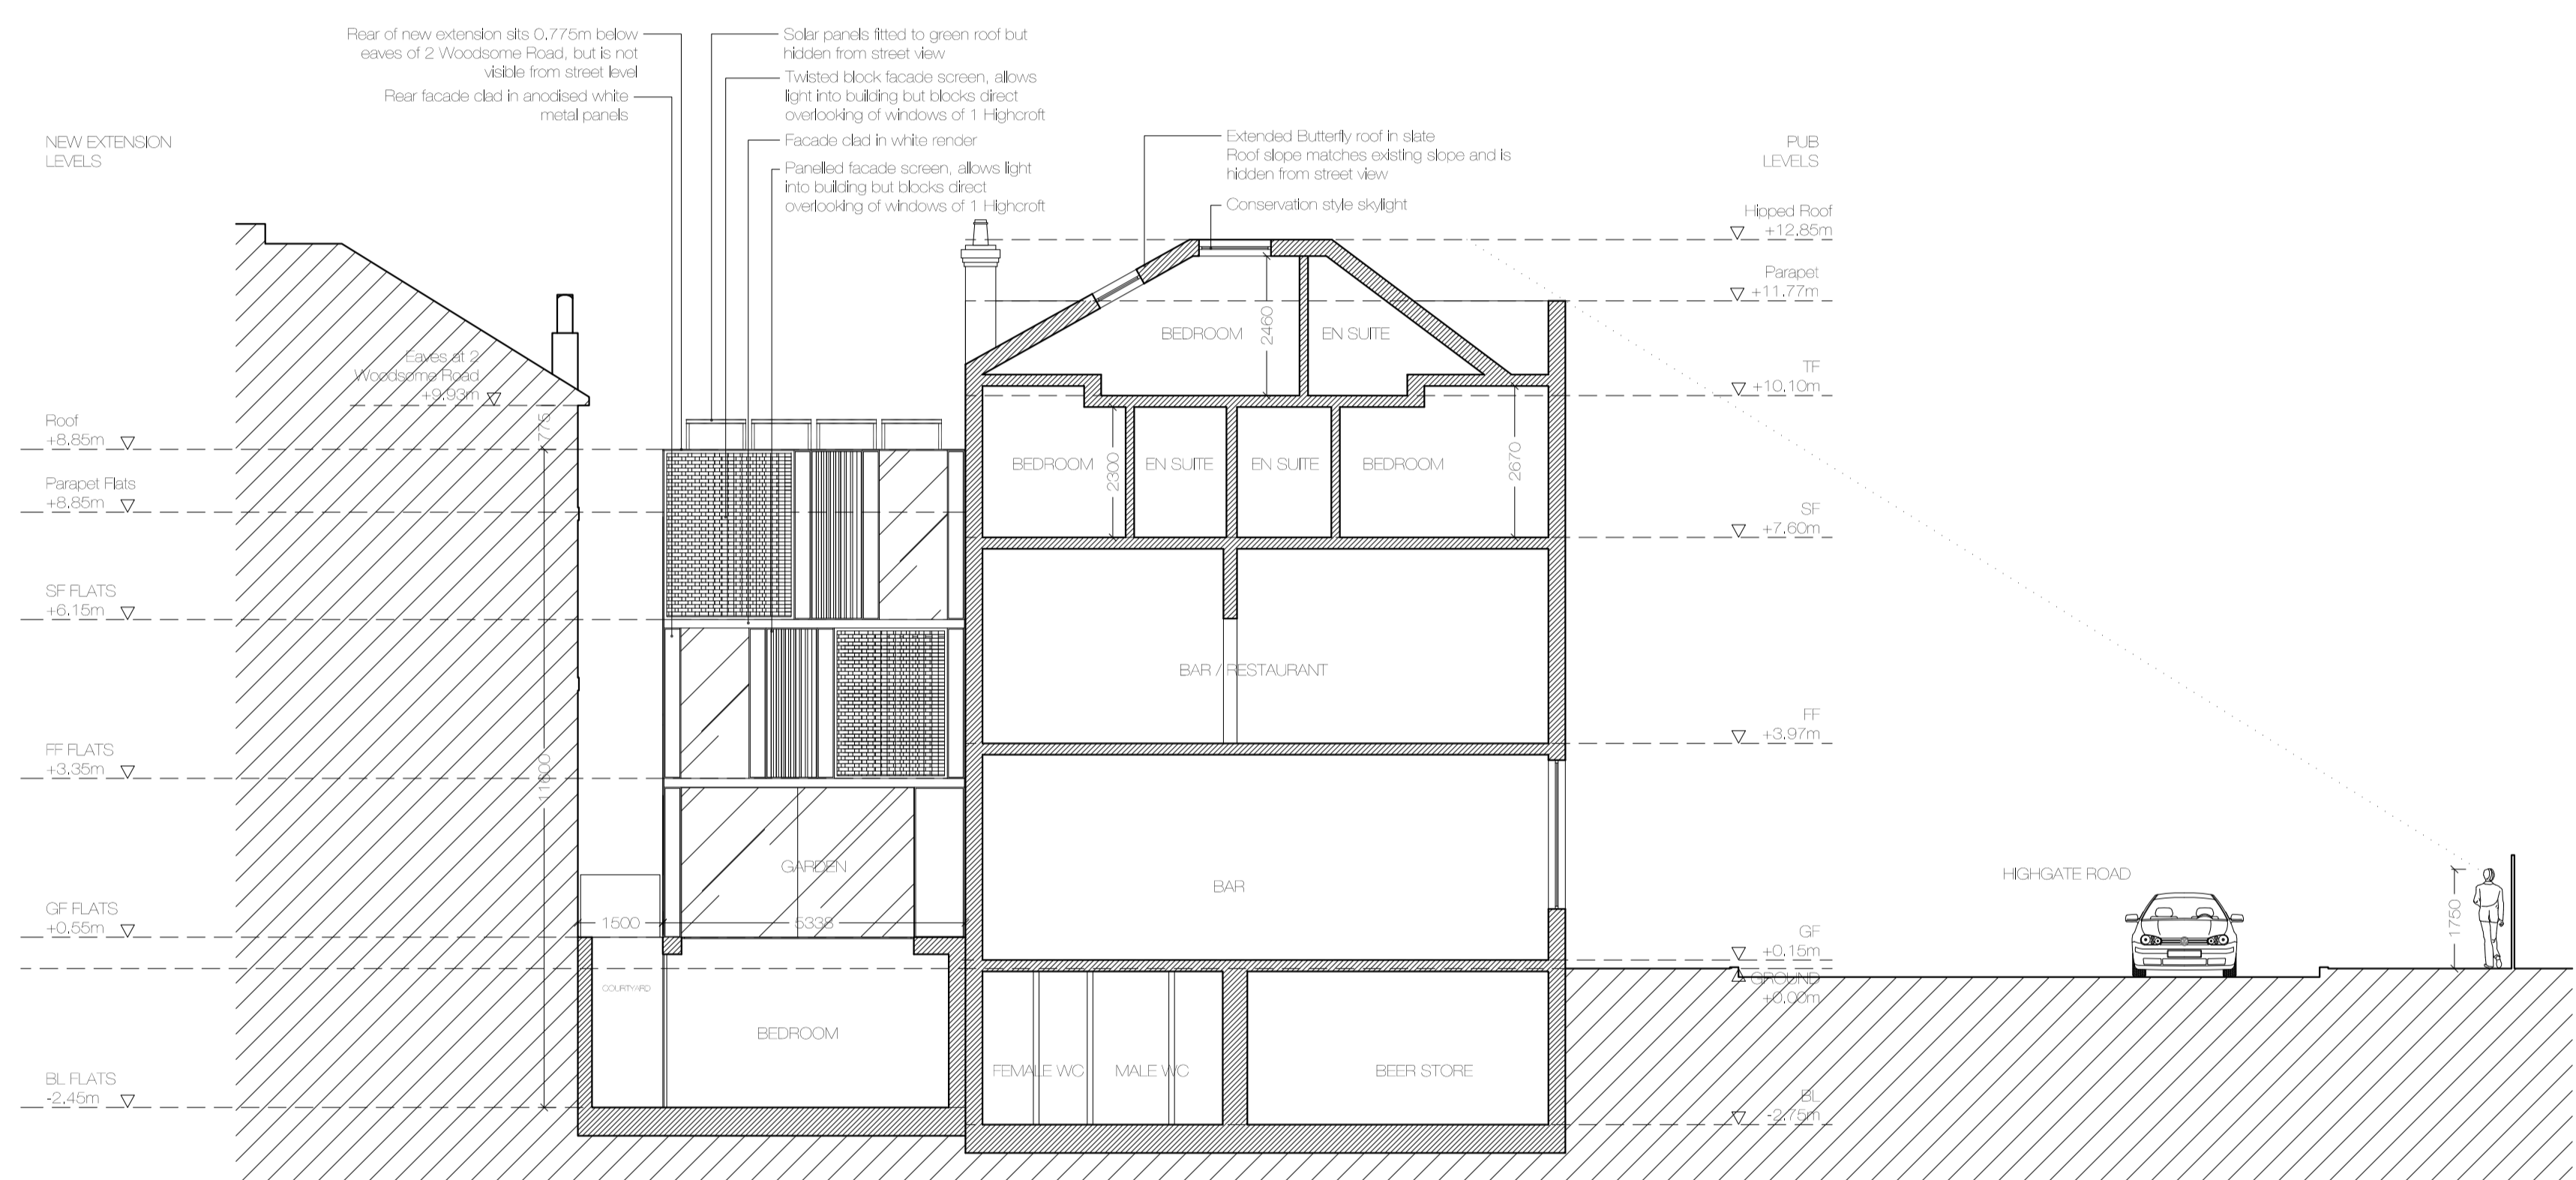 Rear of new extension sits 0.775m below
eaves of 2 Woodsome Road, but is not
visible from street level
Rear facade clad in anodised white
metal panels
Solar panels fitted to green roof but
hidden from street view
Twisted block facade screen, allows
light into building but blocks direct
overlooking of windows of 1 Highcroft
Facade clad in white render
Panelled facade screen, allows light
into building but blocks direct
overlooking of windows of 1 Highcroft
Extended Butterfly roof in slate
Roof slope matches existing slope and is
hidden from street view
Conservation style skylight
NEW EXTENSION
LEVELS
PUB
LEVELS
Hipped Roof
+12.85m
Parapet
+11.77m
TF
+10.10m
SF
+7.60m
FF
+3.97m
GF
+0.15m
GROUND
+0.00m
BL
-2.75m
Eaves at 2
Woodsome Road
+9.93m
Roof
+8.85m
Parapet Flats
+8.85m
SF FLATS
+6.15m
FF FLATS
+3.35m
GF FLATS
+0.55m
BL FLATS
-2.45m
775
11600
1500
5338
GARDEN
COURTYARD
BEDROOM
BEDROOM
2460
EN SUITE
BEDROOM
2300
EN SUITE
EN SUITE
BEDROOM
2670
BAR / RESTAURANT
BAR
FEMALE WC
MALE WC
BEER STORE
HIGHGATE ROAD
1750